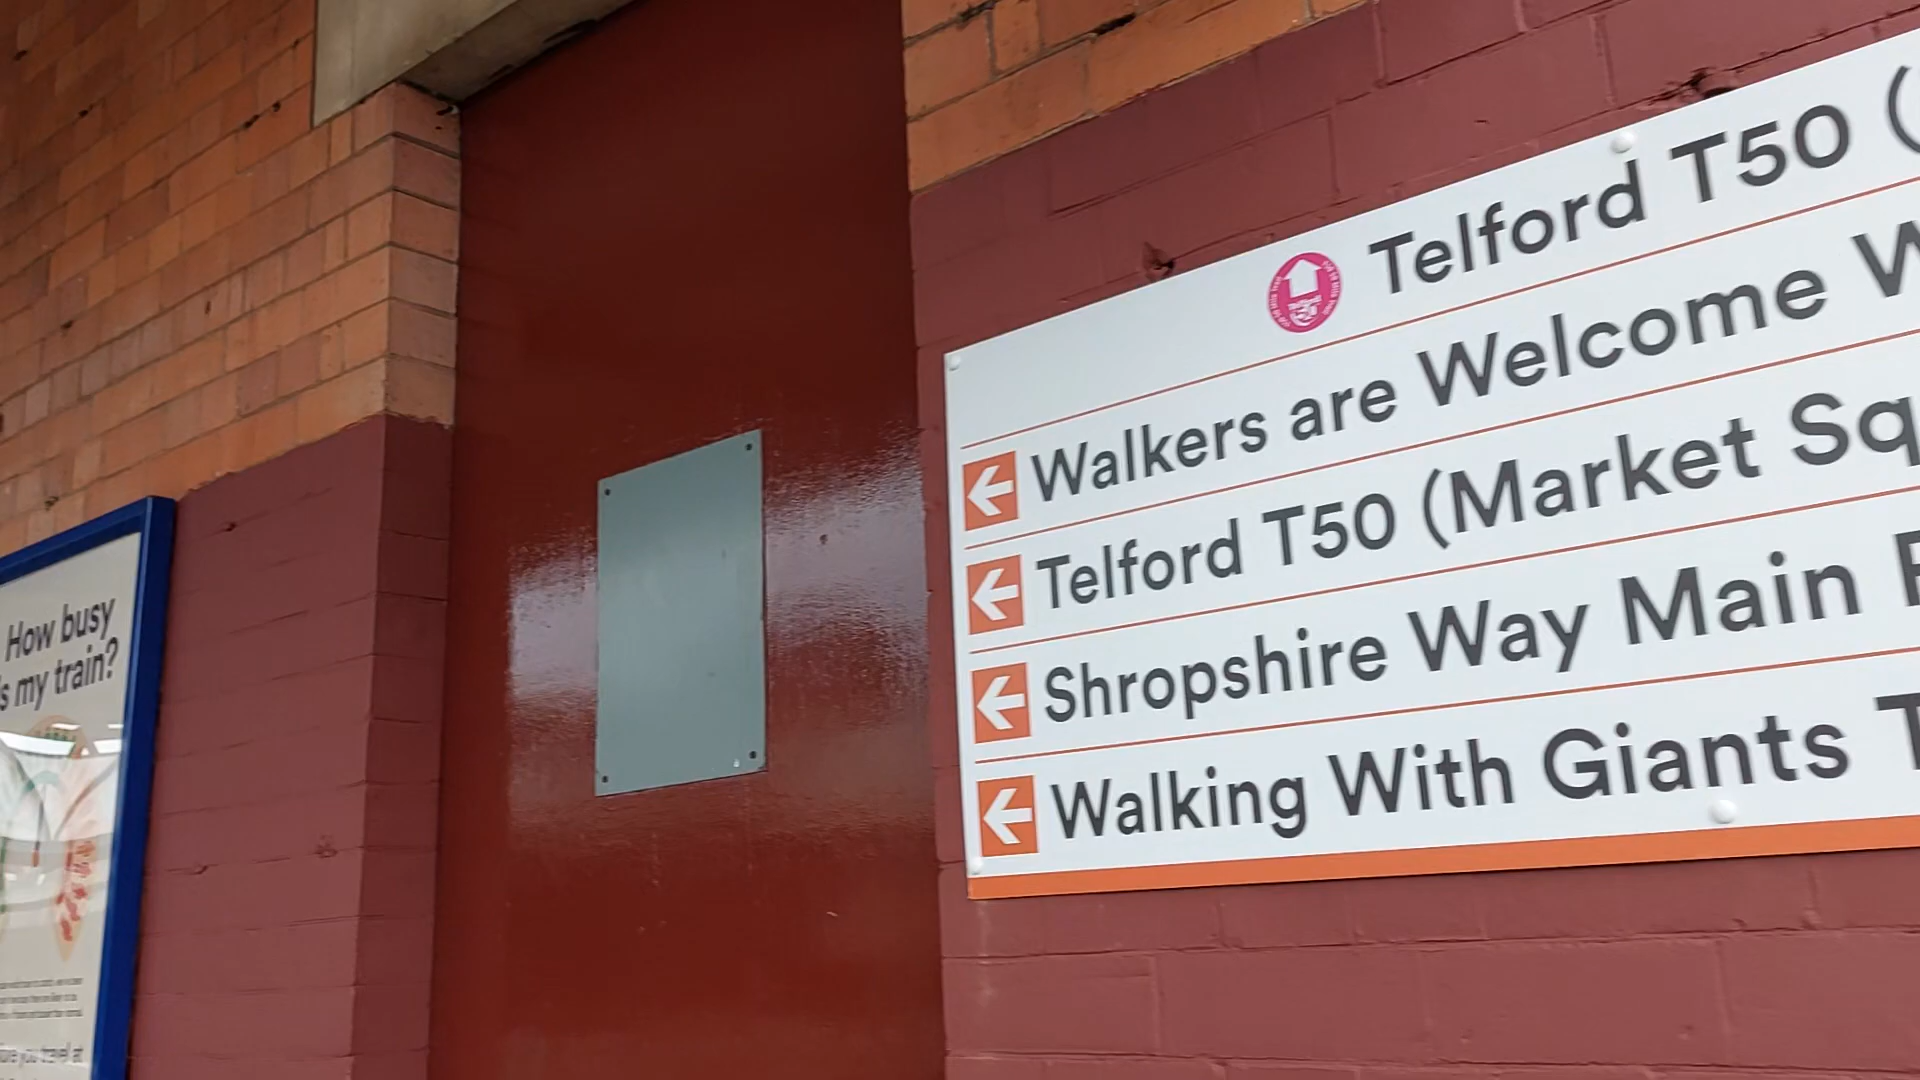 Telford T50 (
Walkers are Welcome W
Telford T50 (Market Sq
Shropshire Way Main
Walking With Giants T
How busy
s my train?